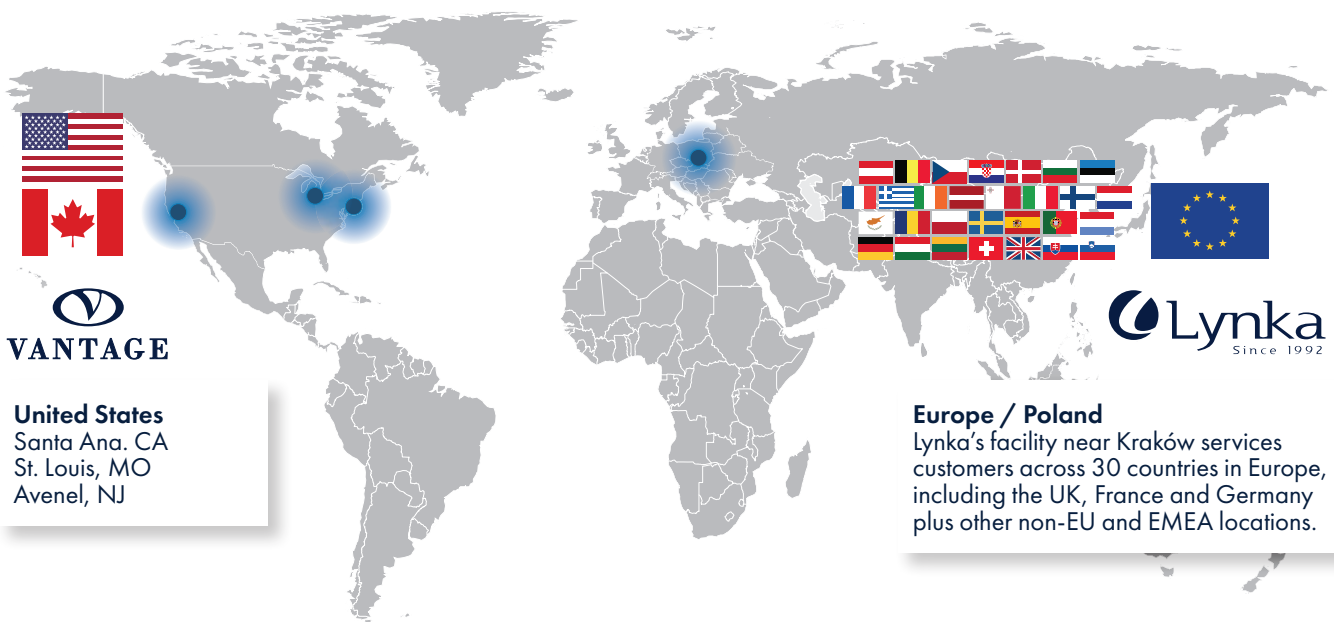 VANTAGE
Lynka
Since 1992
United States
Santa Ana. CA
St. Louis, MO
Avenel, NJ
Europe / Poland
Lynka’s facility near Kraków services
customers across 30 countries in Europe,
including the UK, France and Germany
plus other non-EU and EMEA locations.